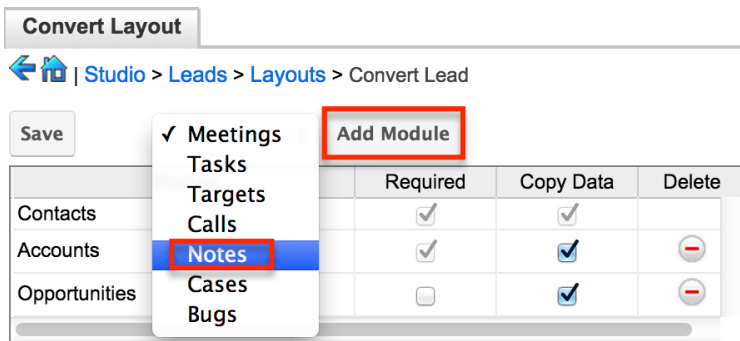 Convert Layout
| Studio > Leads > Layouts > Convert Lead
Save
✓ Meetings
Add Module
Tasks
Targets
Calls
Notes
Cases
Bugs
Required Copy Data Delete
Contacts
Accounts
Opportunities